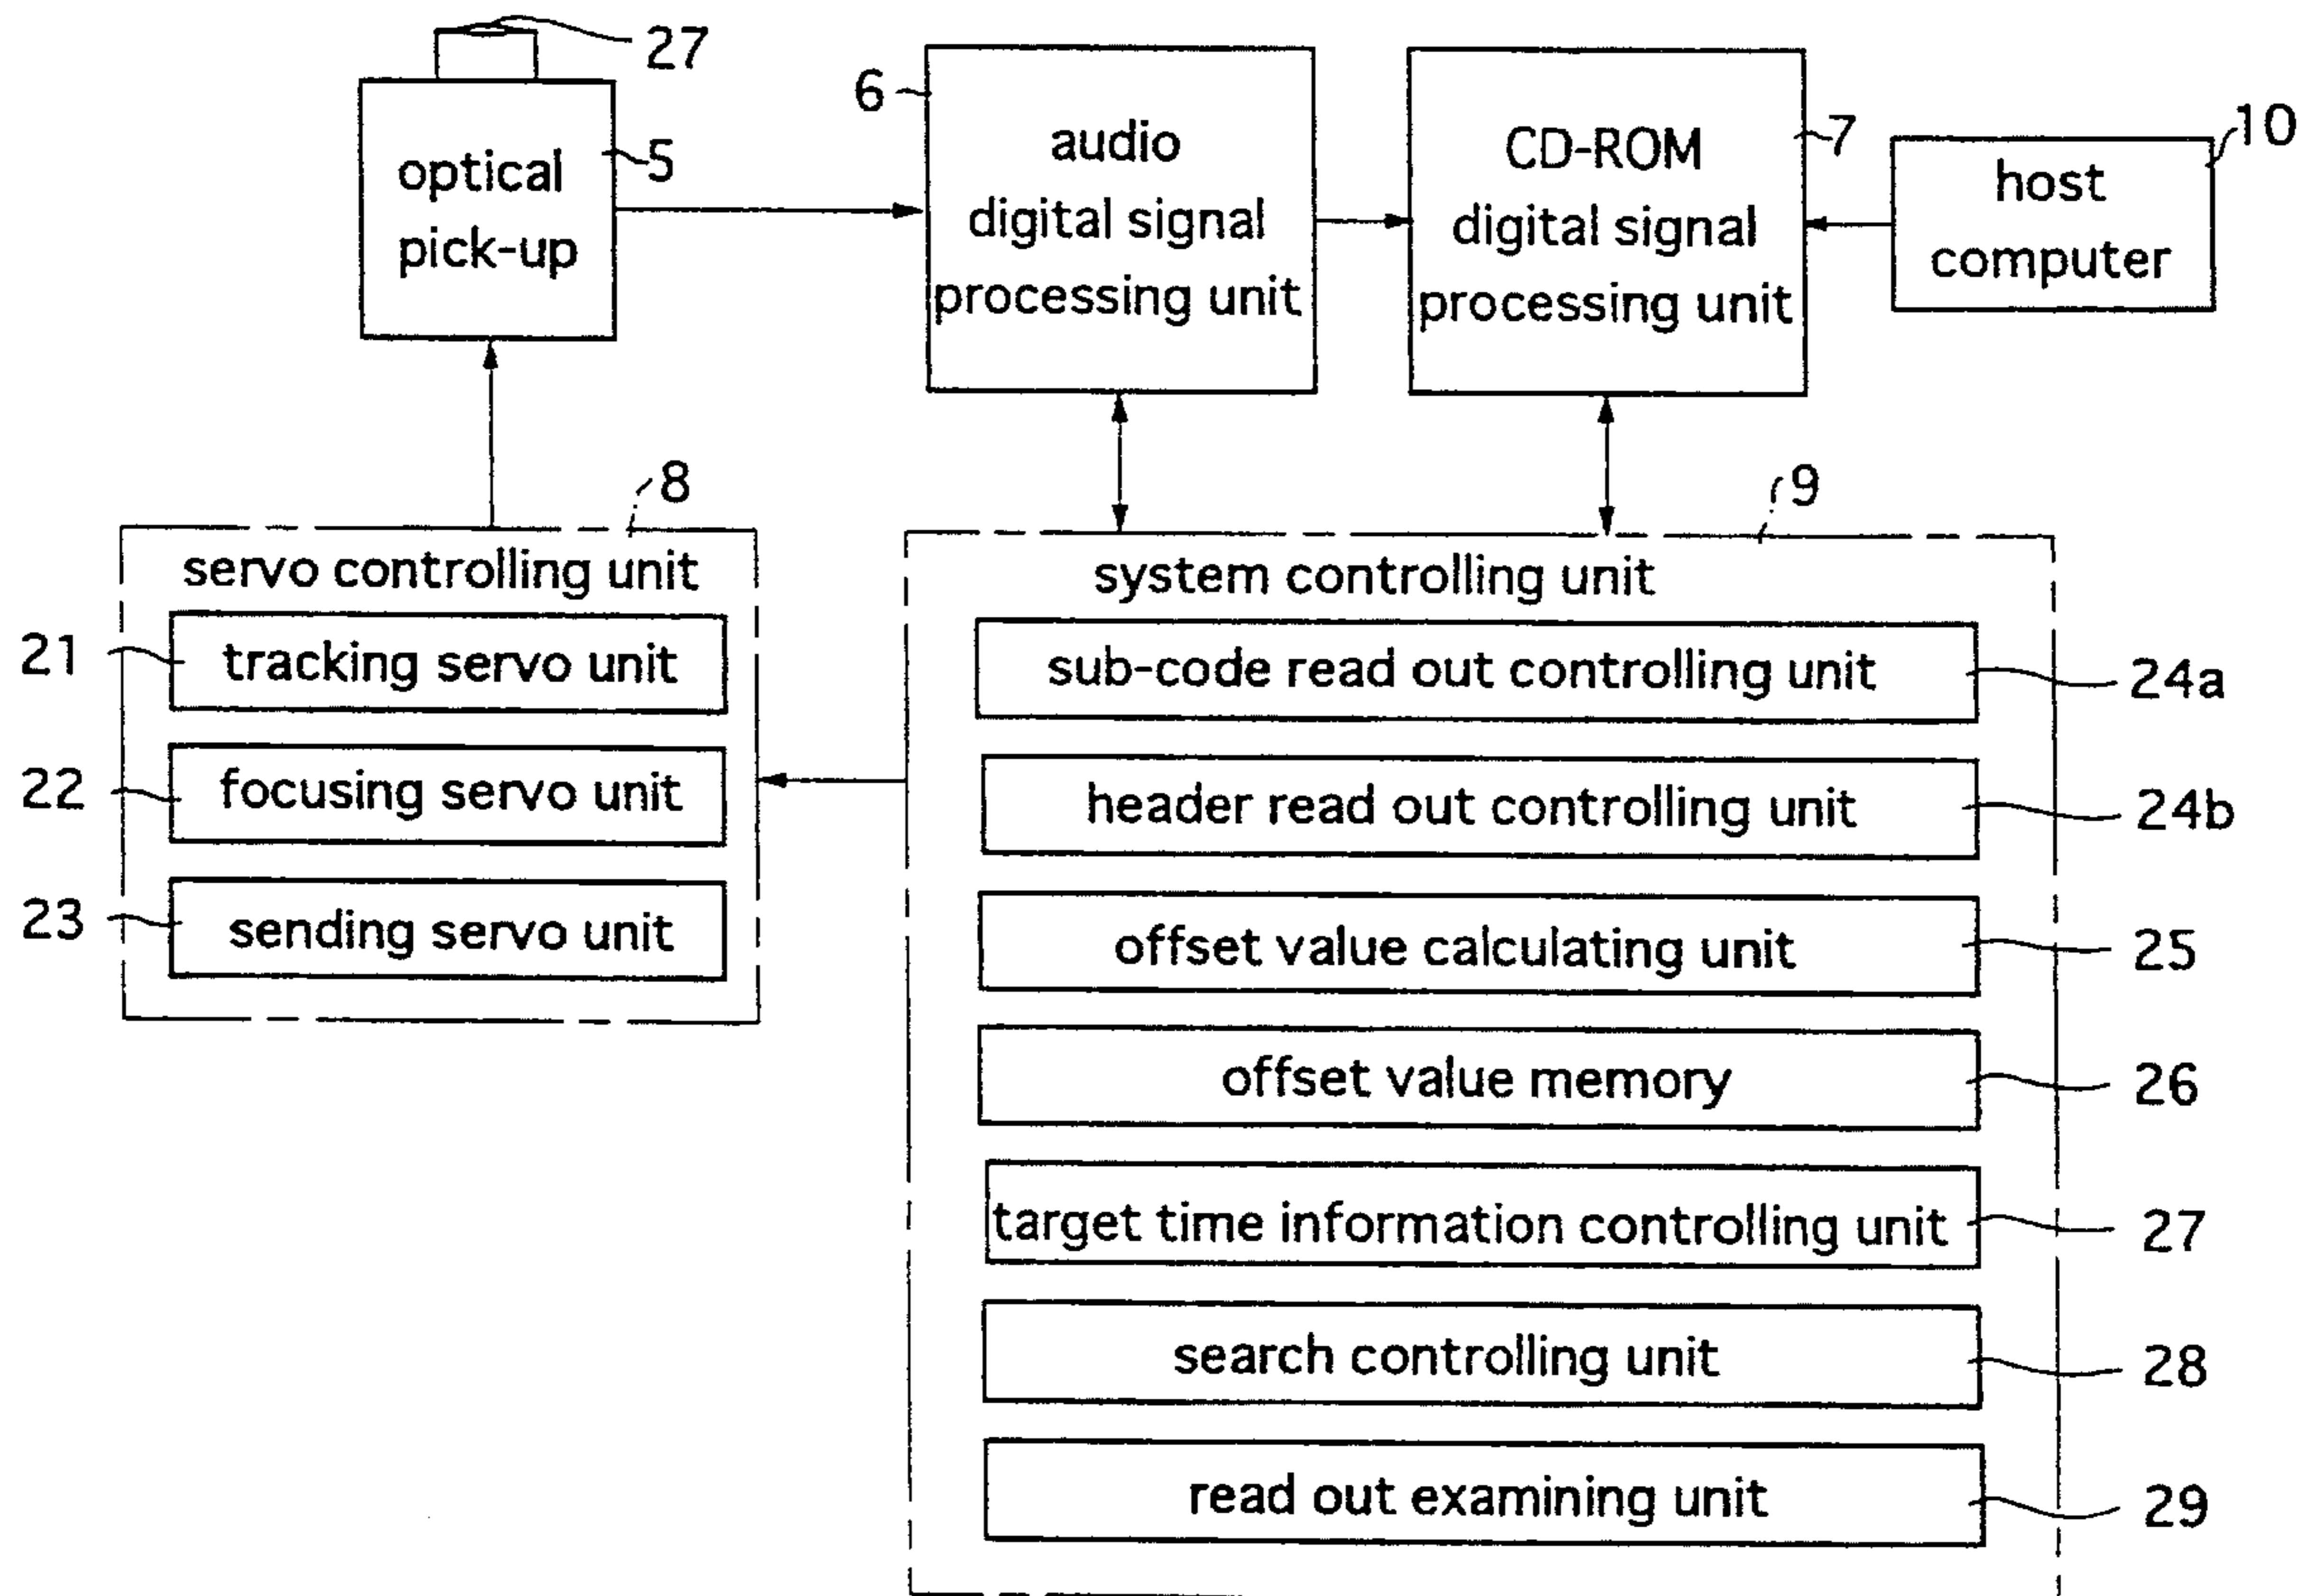 27
optical
pick-up
5
6
audio
digital signal
processing unit
CD-ROM
digital signal
processing unit
7
host
computer
10
8
servo controlling unit
21
tracking servo unit
22
focusing servo unit
23
sending servo unit
9
system controlling unit
sub-code read out controlling unit
24a
header read out controlling unit
24b
offset value calculating unit
25
offset value memory
26
target time information controlling unit
27
search controlling unit
28
read out examining unit
29